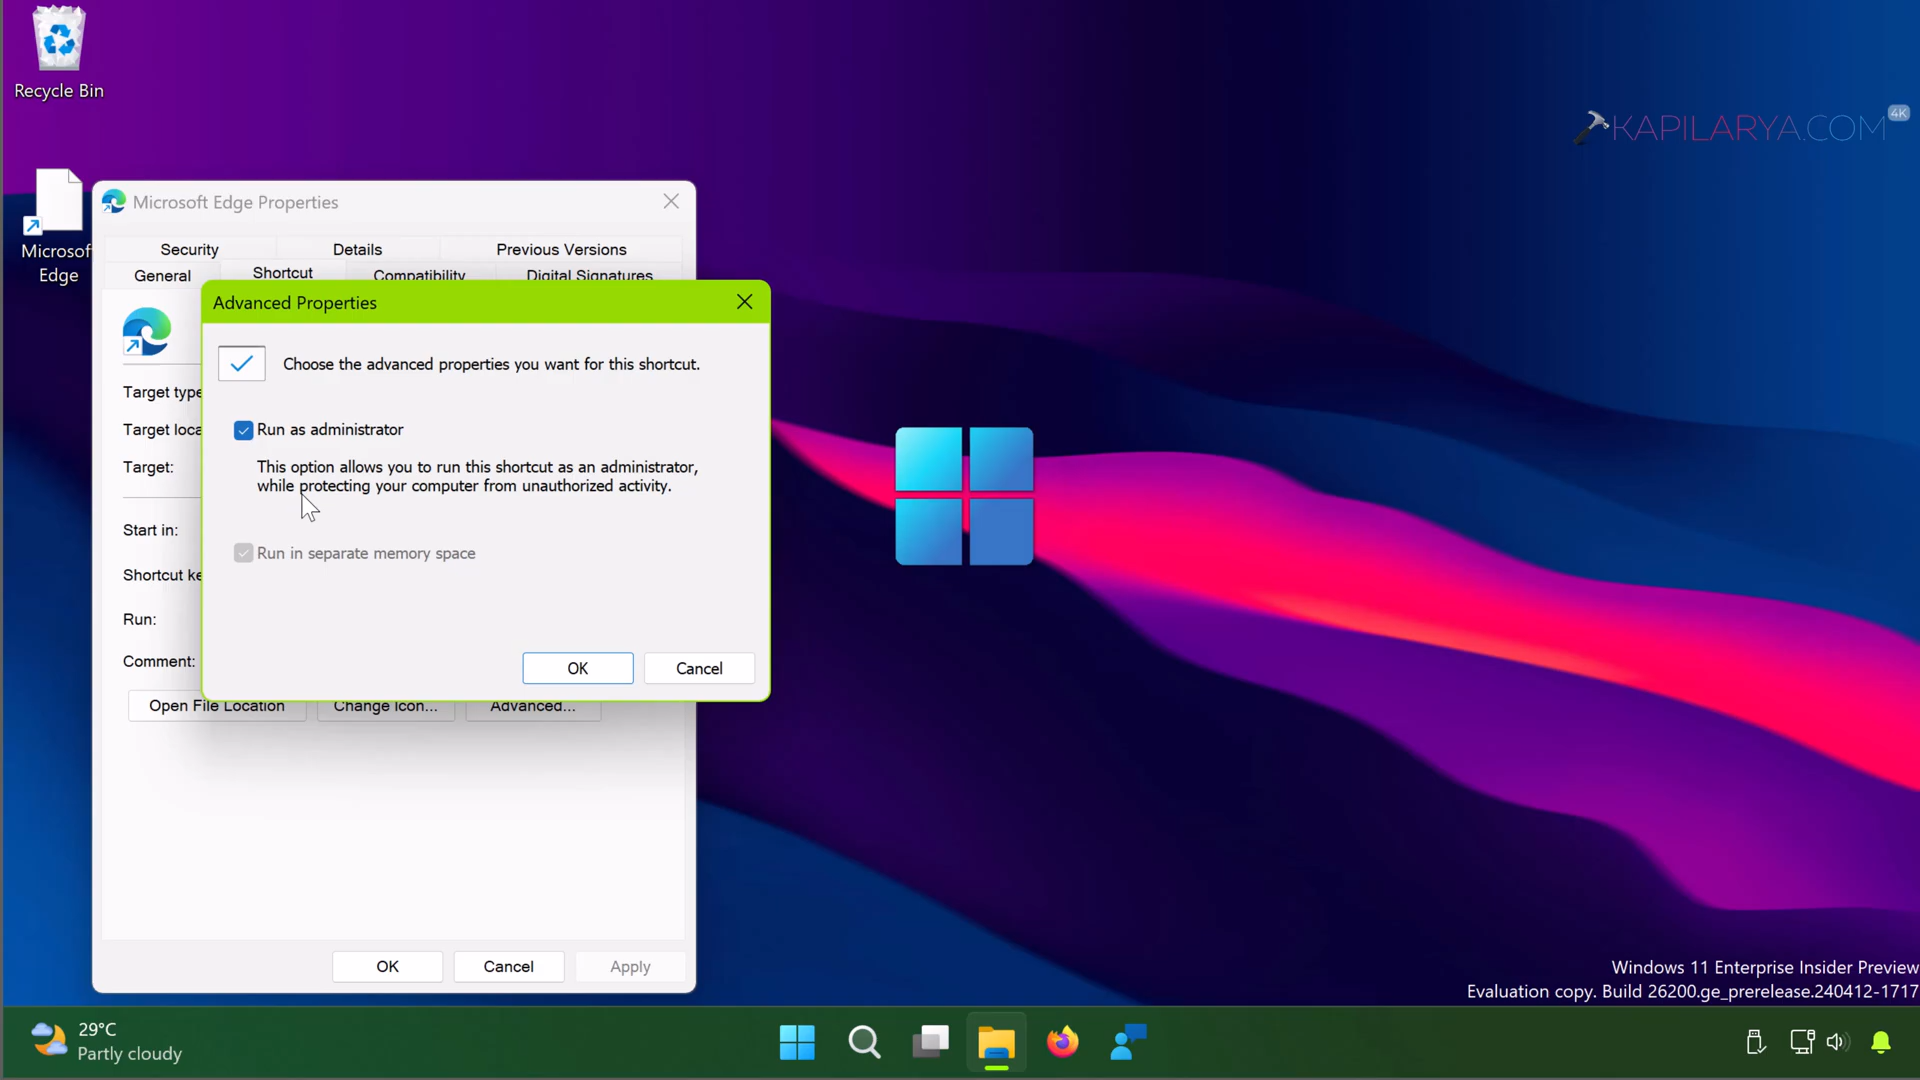 Recycle Bin
KAPILARYA.COM
4K
Microsoft Edge Properties
Microsof
Edge
Security
Details
Previous Versions
General
Shortcut
Compatibility
Digital Signatures
Advanced Properties
Choose the advanced properties you want for this shortcut.
Target type
Run as administrator
Target loca
This option allows you to run this shortcut as an administrator,
while protecting your computer from unauthorized activity.
Target:
Start in:
Run in separate memory space
Shortcut ke
Run:
Comment:
OK
Cancel
Open File Location
Change Icon...
Advanced...
OK
Cancel
Apply
Windows 11 Enterprise Insider Preview
Evaluation copy. Build 26200.ge_prerelease.240412-1717
29°C
Partly cloudy